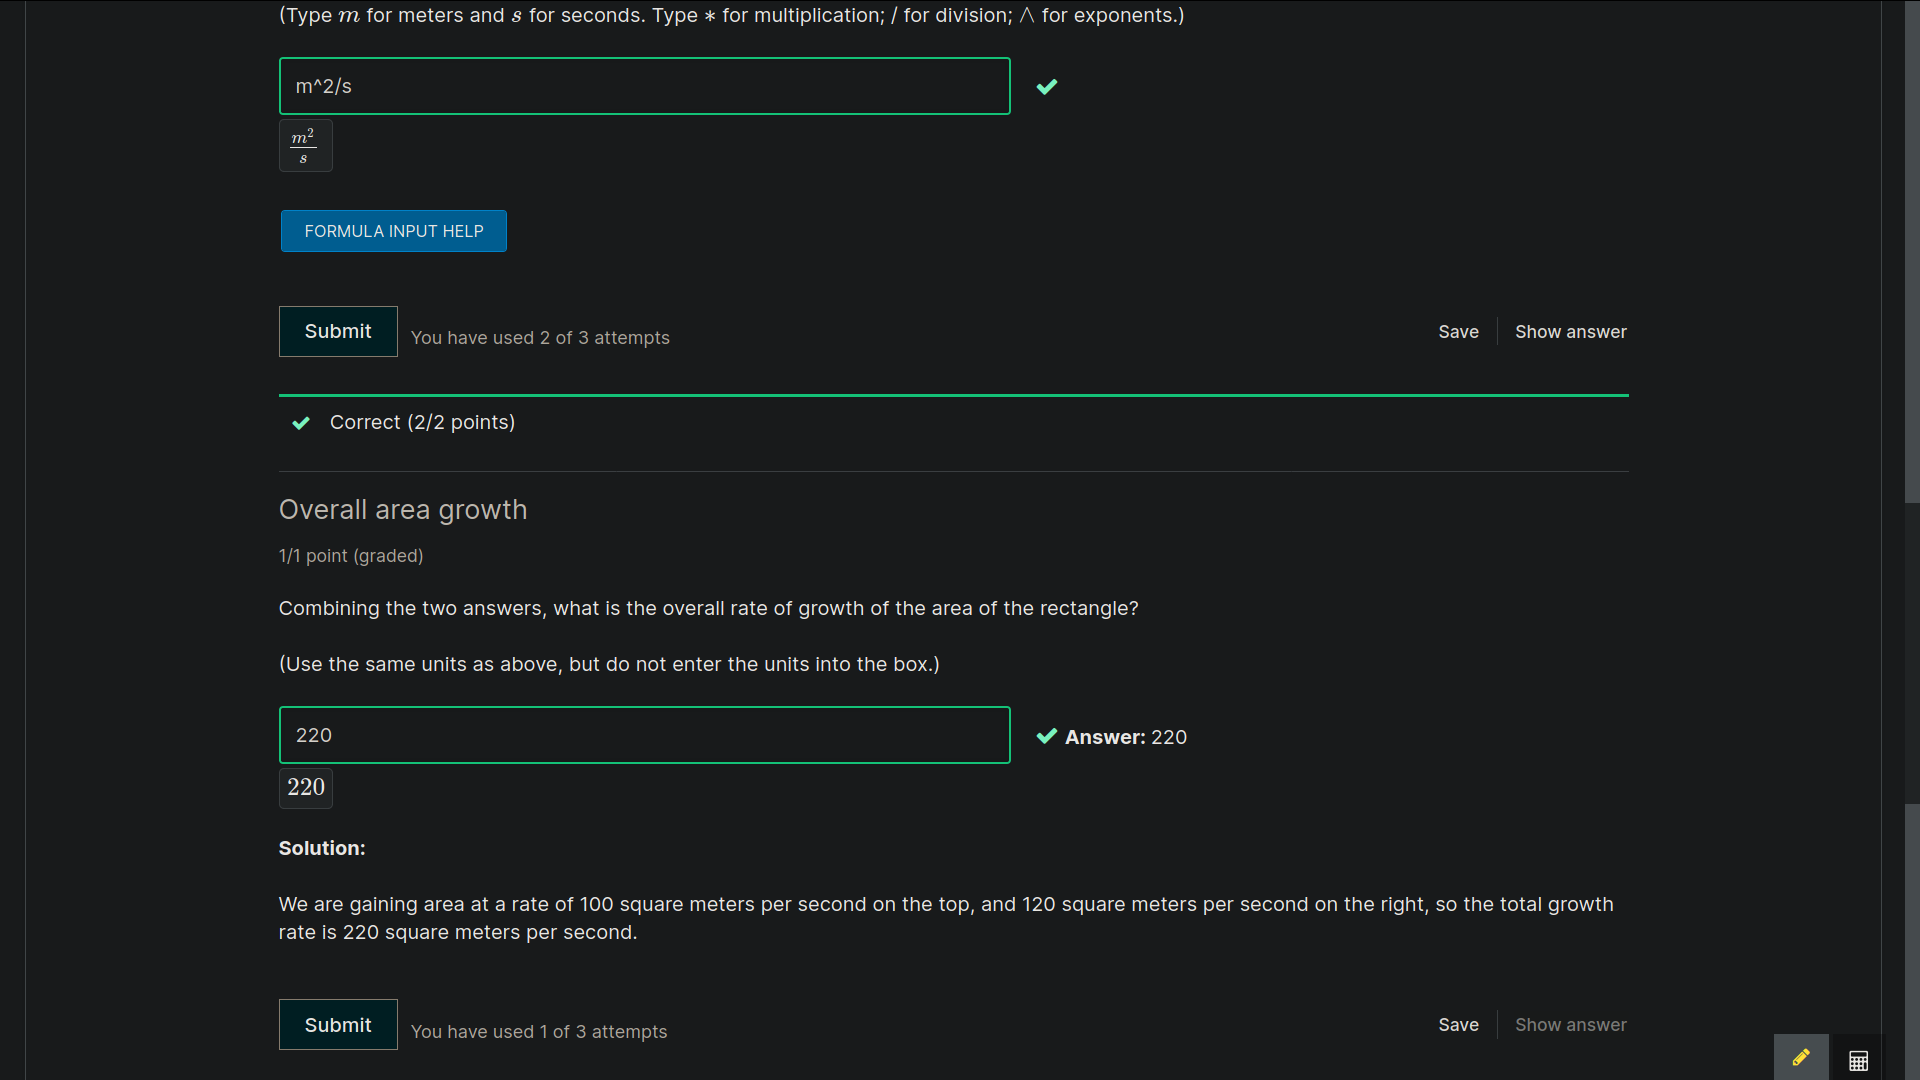 (Type m for meters and s for seconds. Type ∗ for multiplication; / for division; ∧ for exponents.)
m^2/s
m²
s
FORMULA INPUT HELP
Submit
You have used 2 of 3 attempts
Save
Show answer
Correct (2/2 points)
Overall area growth
1/1 point (graded)
Combining the two answers, what is the overall rate of growth of the area of the rectangle?
(Use the same units as above, but do not enter the units into the box.)
220
Answer: 220
220
Solution:
We are gaining area at a rate of 100 square meters per second on the top, and 120 square meters per second on the right, so the total growth
rate is 220 square meters per second.
Submit
You have used 1 of 3 attempts
Save
Show answer